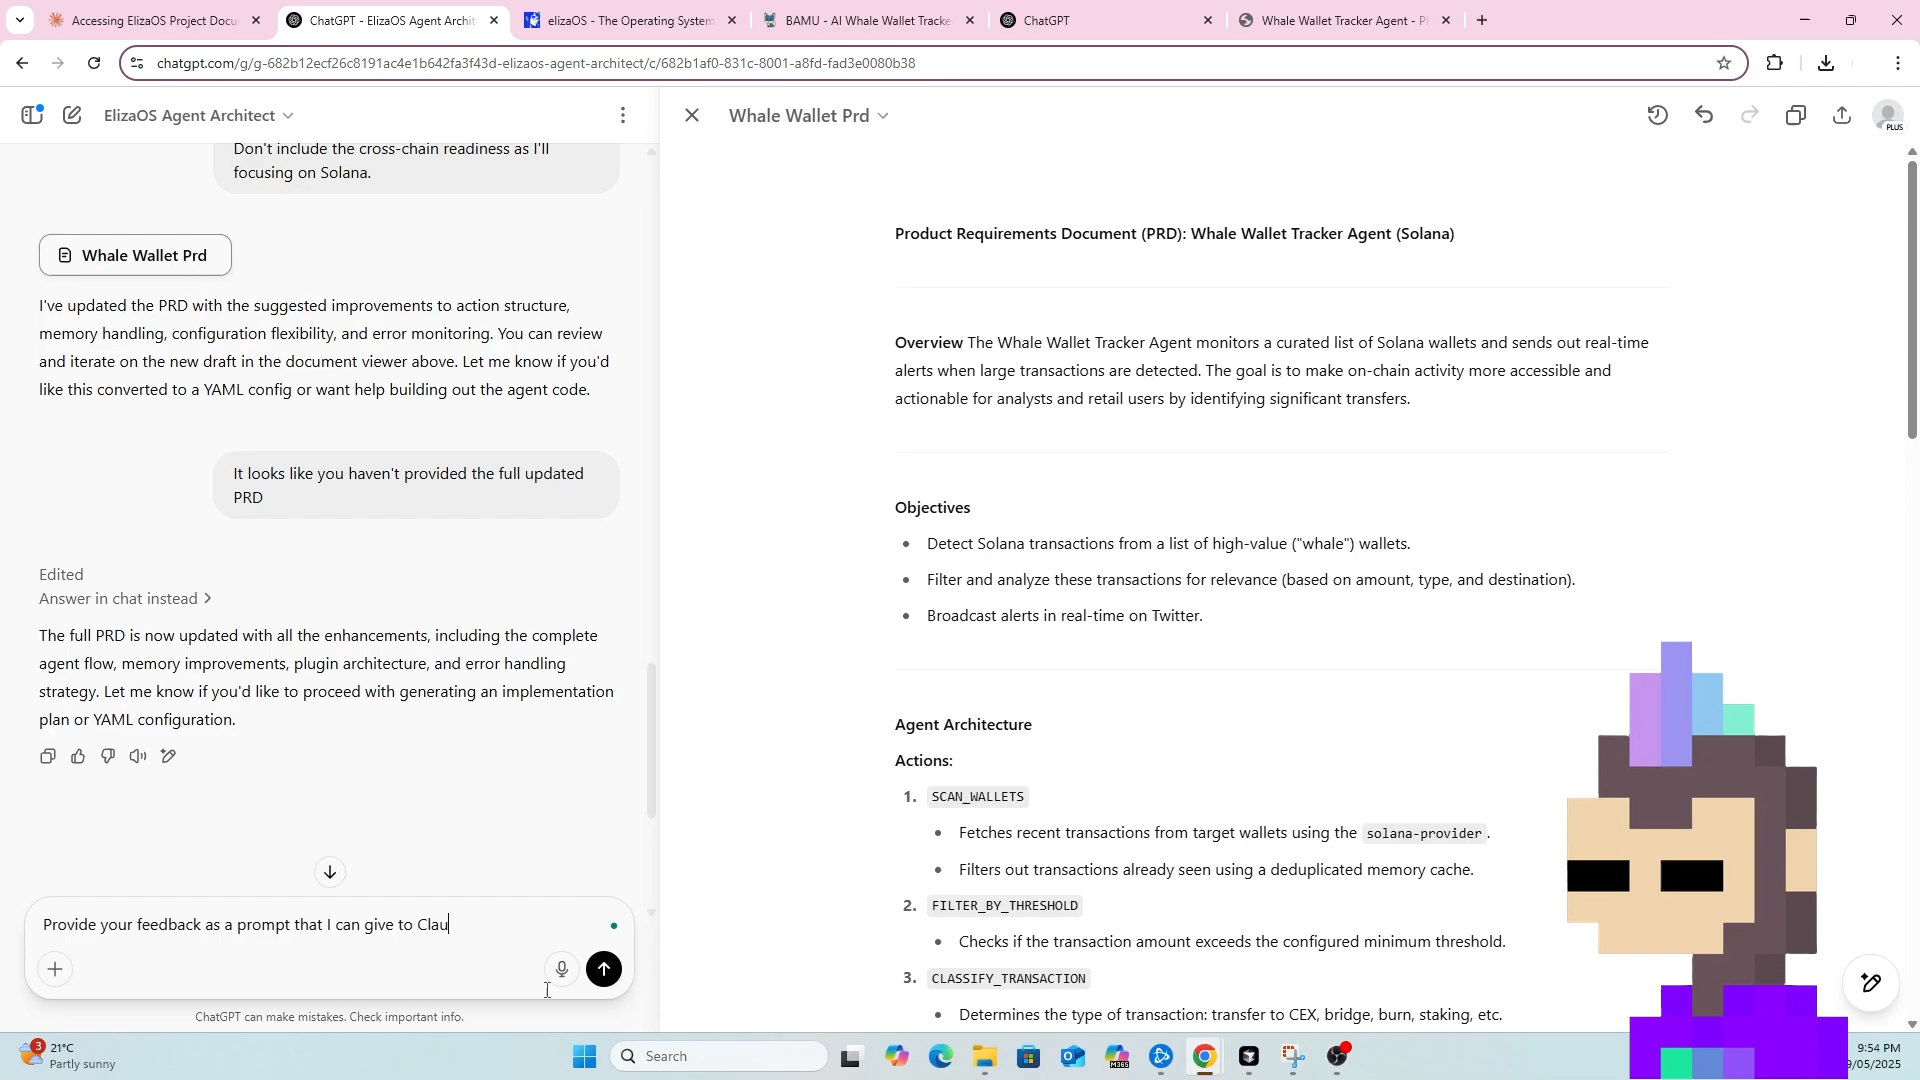 Accessing ElizaOS Project Docu
ChatGPT - ElizaOS Agent Archit
elizaOS - The Operating System
BAMU - AI Whale Wallet Tracke
ChatGPT
Whale Wallet Tracker Agent - P
chatgpt.com/g/g-682b12ecf26c8191ac4e1b642fa3f43d-elizaos-agent-architect/c/682b1af0-831c-8001-a8fd-fad3e0080b38
ElizaOS Agent Architect
Whale Wallet Prd
PLUS
Don't include the cross-chain readiness as I'll
focusing on Solana.
Whale Wallet Prd
I've updated the PRD with the suggested improvements to action structure,
memory handling, configuration flexibility, and error monitoring. You can review
and iterate on the new draft in the document viewer above. Let me know if you'd
like this converted to a YAML config or want help building out the agent code.
It looks like you haven't provided the full updated
PRD
Edited
Answer in chat instead >
The full PRD is now updated with all the enhancements, including the complete
agent flow, memory improvements, plugin architecture, and error handling
strategy. Let me know if you'd like to proceed with generating an implementation
plan or YAML configuration.
Provide your feedback as a prompt that I can give to Clau
ChatGPT can make mistakes. Check important info.
Product Requirements Document (PRD): Whale Wallet Tracker Agent (Solana)
Overview The Whale Wallet Tracker Agent monitors a curated list of Solana wallets and sends out real-time
alerts when large transactions are detected. The goal is to make on-chain activity more accessible and
actionable for analysts and retail users by identifying significant transfers.
Objectives
• Detect Solana transactions from a list of high-value ("whale") wallets.
• Filter and analyze these transactions for relevance (based on amount, type, and destination).
• Broadcast alerts in real-time on Twitter.
Agent Architecture
Actions:
1. SCAN_WALLETS
• Fetches recent transactions from target wallets using the solana-provider.
• Filters out transactions already seen using a deduplicated memory cache.
2. FILTER_BY_THRESHOLD
• Checks if the transaction amount exceeds the configured minimum threshold.
3. CLASSIFY_TRANSACTION
• Determines the type of transaction: transfer to CEX, bridge, burn, staking, etc.
3
21°C
Partly sunny
Search
M365
9:54 PM
9/05/2025